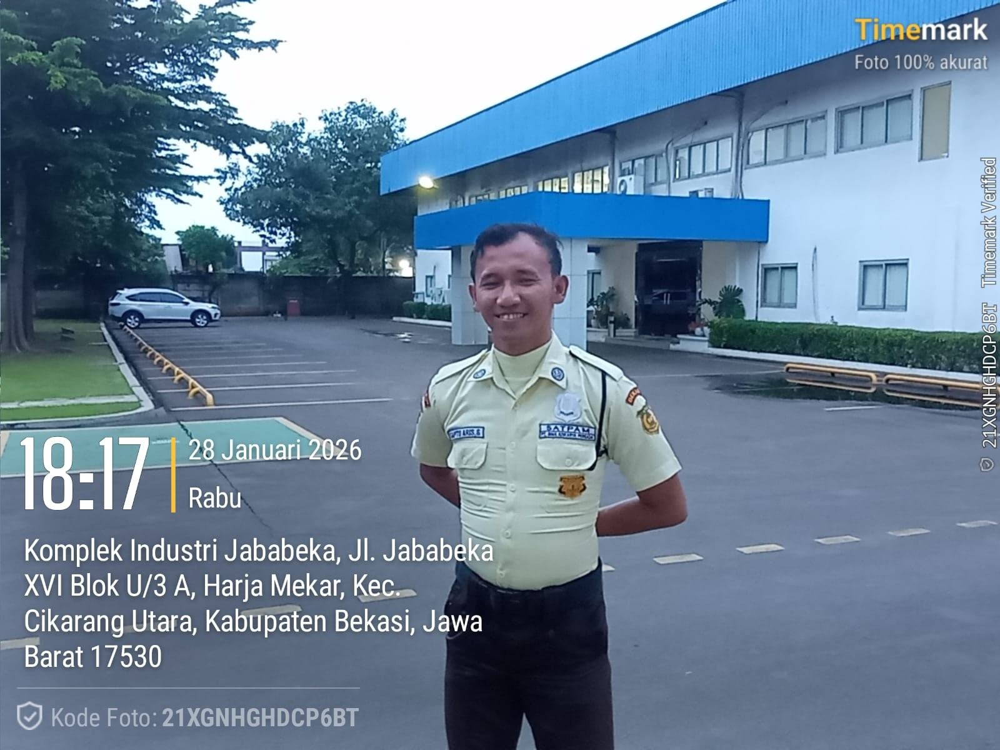 Timemark
Foto 100% akurat
SATPAM
18:17
28 Januari 2026
Rabu
Komplek Industri Jababeka, Jl. Jababeka
XVI Blok U/3 A, Harja Mekar, Kec.
Cikarang Utara, Kabupaten Bekasi, Jawa
Barat 17530
Kode Foto: 21XGNHGHDCP6BT
21XGNHGHDCP6BT Timemark Verified